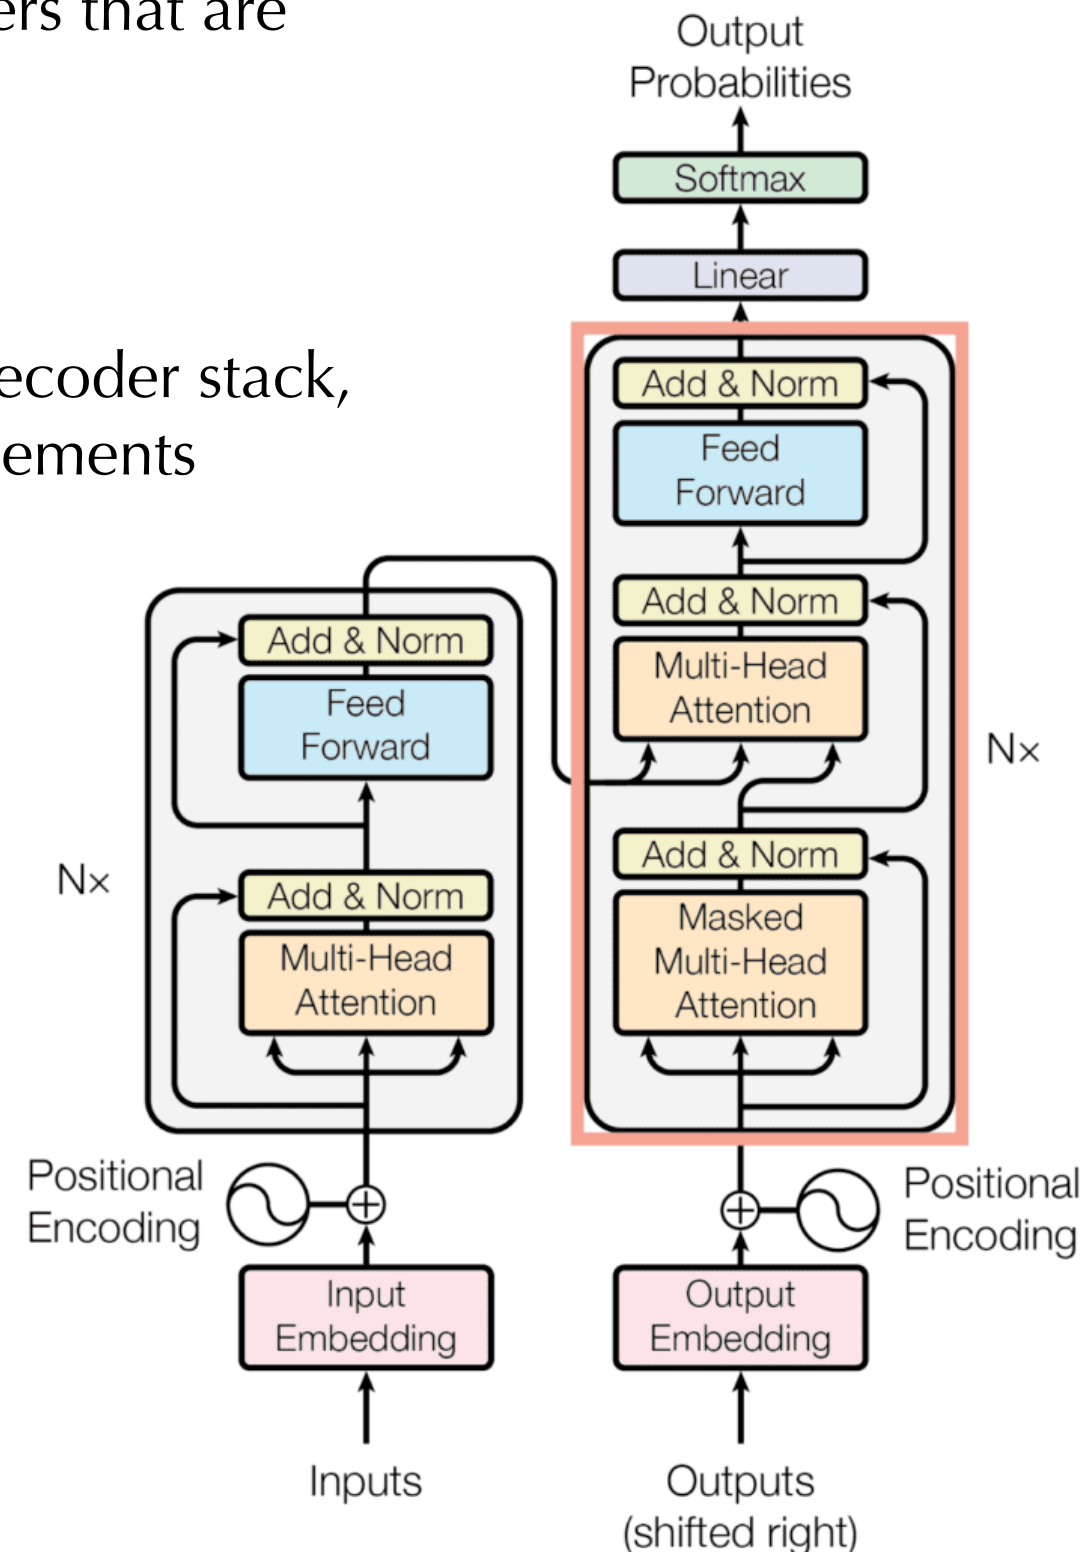 ers that are
ecoder stack,
ements
Output
Probabilities
Softmax
Linear
Add & Norm
Feed
Forward
Add & Norm
Multi-Head
Attention
N×
Add & Norm
Masked
Multi-Head
Attention
Add & Norm
Feed
Forward
N×
Add & Norm
Multi-Head
Attention
Positional
Encoding
Positional
Encoding
Input
Embedding
Output
Embedding
Inputs
Outputs
(shifted right)